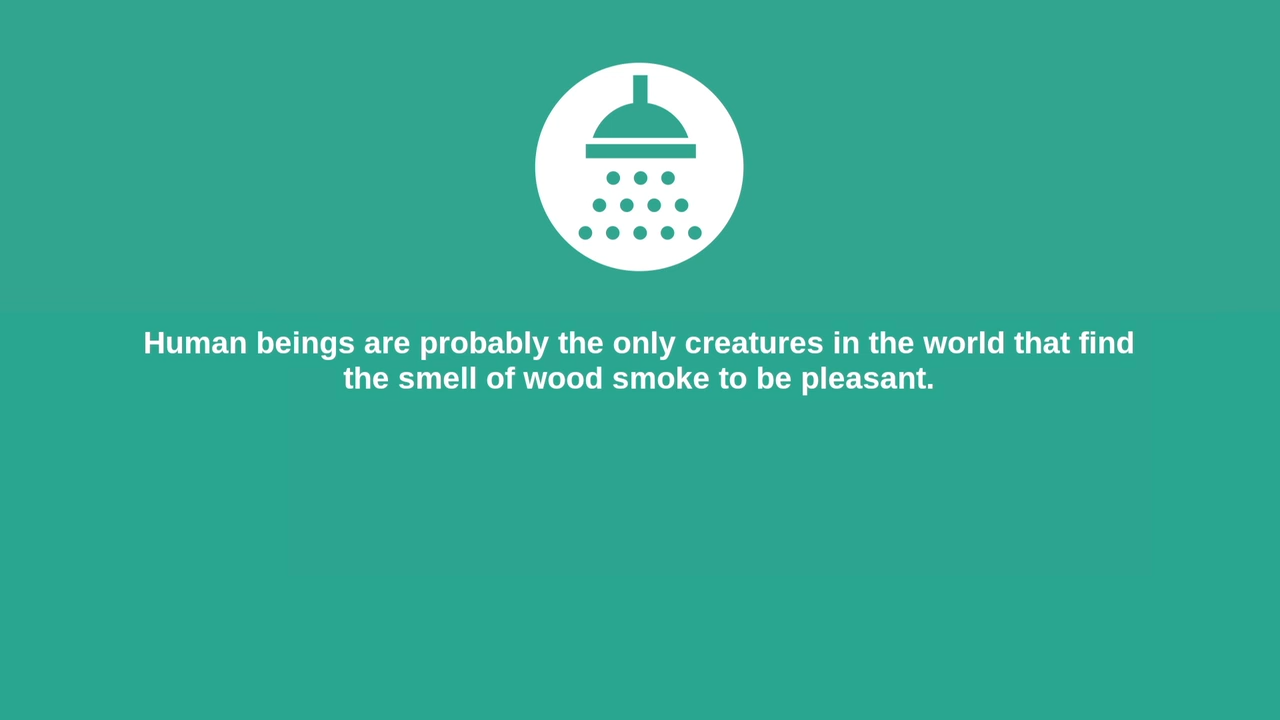 Human beings are probably the only creatures in the world that find
the smell of wood smoke to be pleasant.